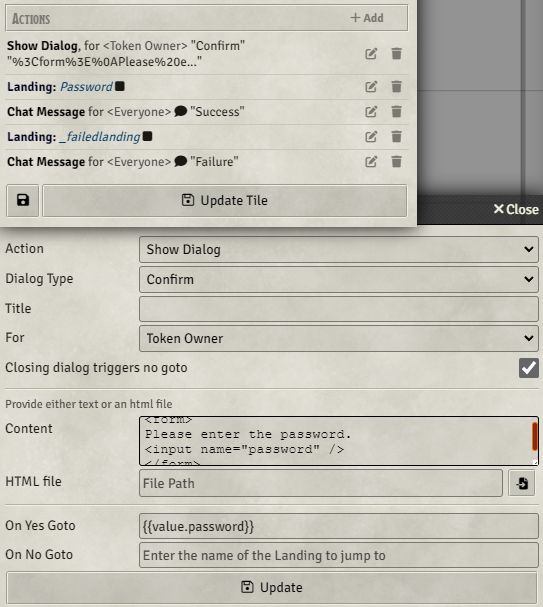 Actions
+ Add
Show Dialog, for <Token Owner> "Confirm"
"%3Cform%3E%0APlease%20e..."
Landing: Password
Chat Message for <Everyone> "Success"
Landing: _failedlanding
Chat Message for <Everyone> "Failure"
Update Tile
Close
Action
Show Dialog
Dialog Type
Confirm
Title
For
Token Owner
Closing dialog triggers no goto
Provide either text or an html file
Content
<form>
Please enter the password.
<input name="password" />
</form>
HTML file
File Path
On Yes Goto
{{value.password}}
On No Goto
Enter the name of the Landing to jump to
Update